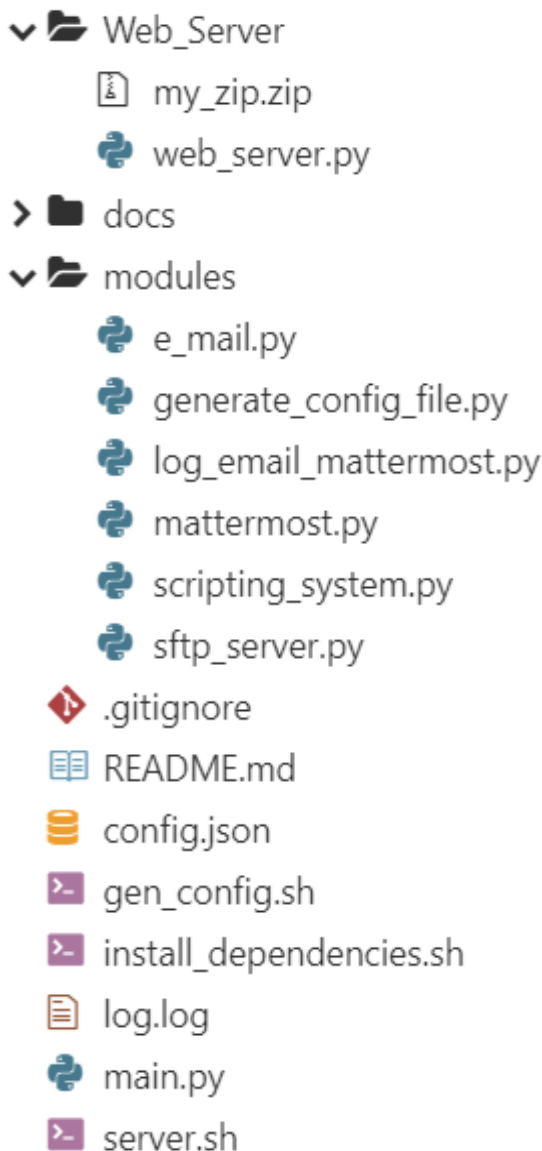 Web_Server
my_zip.zip
web_server.py
docs
modules
e_mail.py
generate_config_file.py
log_email_mattermost.py
mattermost.py
scripting_system.py
sftp_server.py
.gitignore
README.md
config.json
gen_config.sh
install_dependencies.sh
log.log
main.py
server.sh